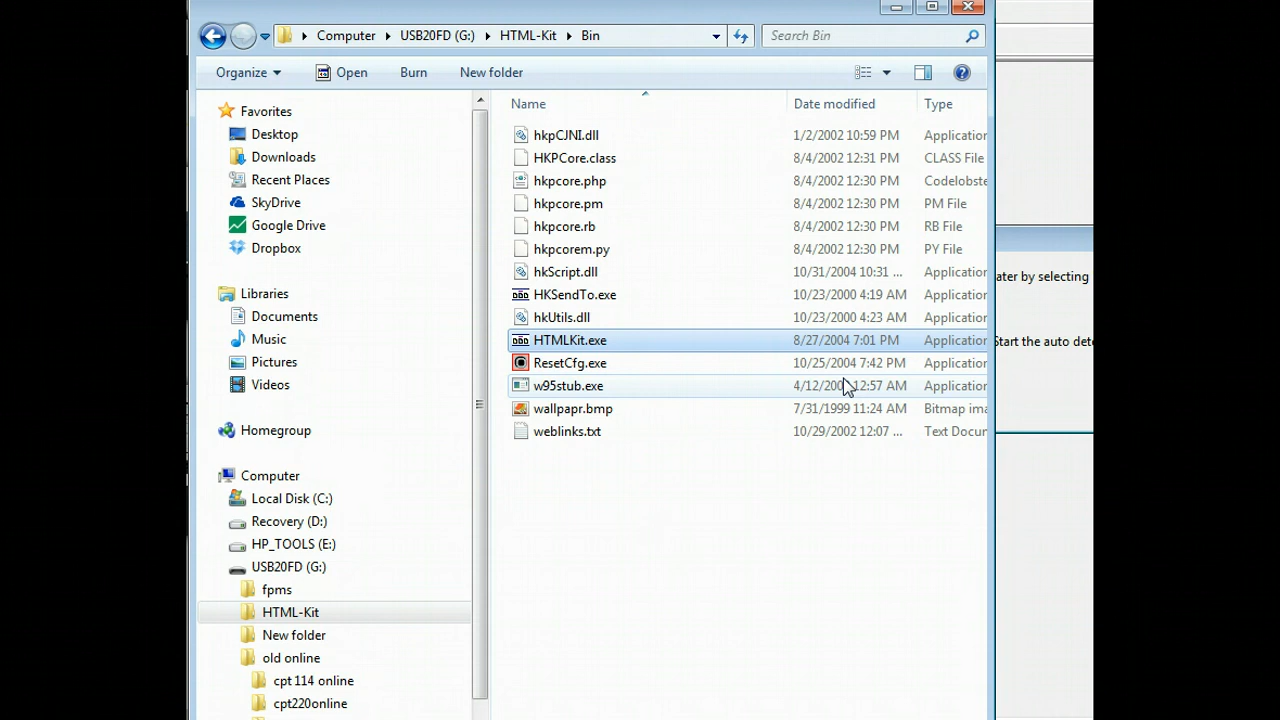 Computer USB20FD (G:) HTML-Kit Bin Search Bin
Organize Open Burn New folder
Favorites
Desktop
Downloads
Recent Places
SkyDrive
Google Drive
Dropbox
Libraries
Documents
Music
Pictures
Videos
Homegroup
Computer
Local Disk (C:)
Recovery (D:)
HP_TOOLS (E:)
USB20FD (G:)
fpms
HTML-Kit
New folder
old online
cpt 114 online
cpt220online
Name Date modified Type
hkpCJNI.dll 1/2/2002 10:59 PM Application
HKPCore.class 8/4/2002 12:31 PM CLASS File
hkpcore.php 8/4/2002 12:30 PM Codelobste
hkpcore.pm 8/4/2002 12:30 PM PM File
hkpcore.rb 8/4/2002 12:30 PM RB File
hkpcorem.py 8/4/2002 12:30 PM PY File
hkScript.dll 10/31/2004 10:31 ... Application
HKSendTo.exe 10/23/2000 4:19 AM Application
hkUtils.dll 10/23/2000 4:23 AM Application
HTMLKit.exe 8/27/2004 7:01 PM Application
ResetCfg.exe 10/25/2004 7:42 PM Application
w95stub.exe 12:57 AM Application
wallpapr.bmp 7/31/1999 11:24 AM Bitmap ima
weblinks.txt 10/29/2002 12:07 ... Text Docun
ater by selecting
Start the auto dete